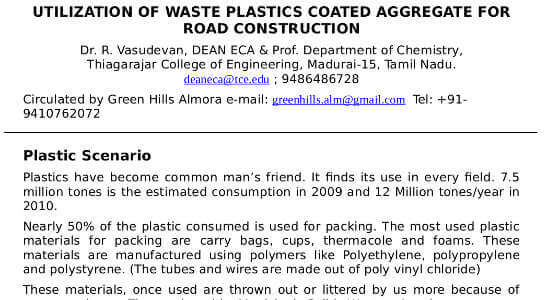 UTILIZATION OF WASTE PLASTICS COATED AGGREGATE FOR
ROAD CONSTRUCTION
Dr. R. Vasudevan, DEAN ECA & Prof. Department of Chemistry,
Thiagarajar College of Engineering, Madurai-15, Tamil Nadu.
deaneca@tce.edu ; 9486486728
Circulated by Green Hills Almora e-mail: greenhills.alm@gmail.com Tel: +91-
9410762072
Plastic Scenario
Plastics have become common man’s friend. It finds its use in every field. 7.5
million tones is the estimated consumption in 2009 and 12 Million tones/year in
2010.
Nearly 50% of the plastic consumed is used for packing. The most used plastic
materials for packing are carry bags, cups, thermacole and foams. These
materials are manufactured using polymers like Polyethylene, polypropylene
and polystyrene. (The tubes and wires are made out of poly vinyl chloride)
These materials, once used are thrown out or littered by us more because of